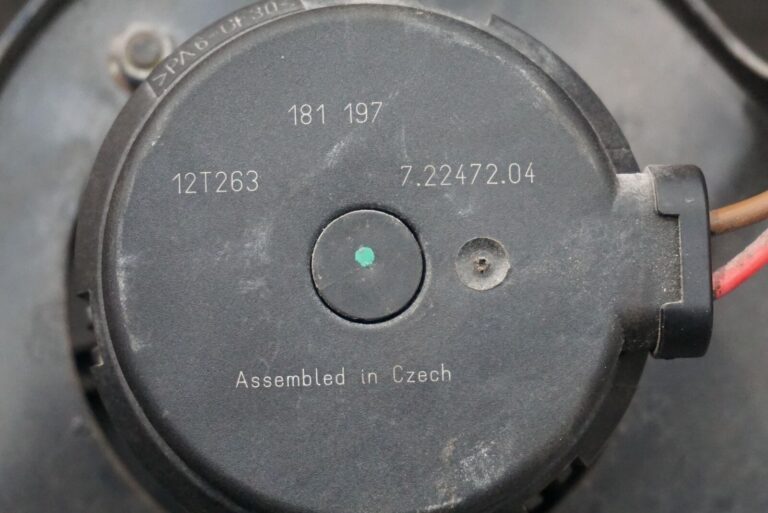 >PA6-GF30<
181 197
12T263 7.22472.04
Assembled in Czech